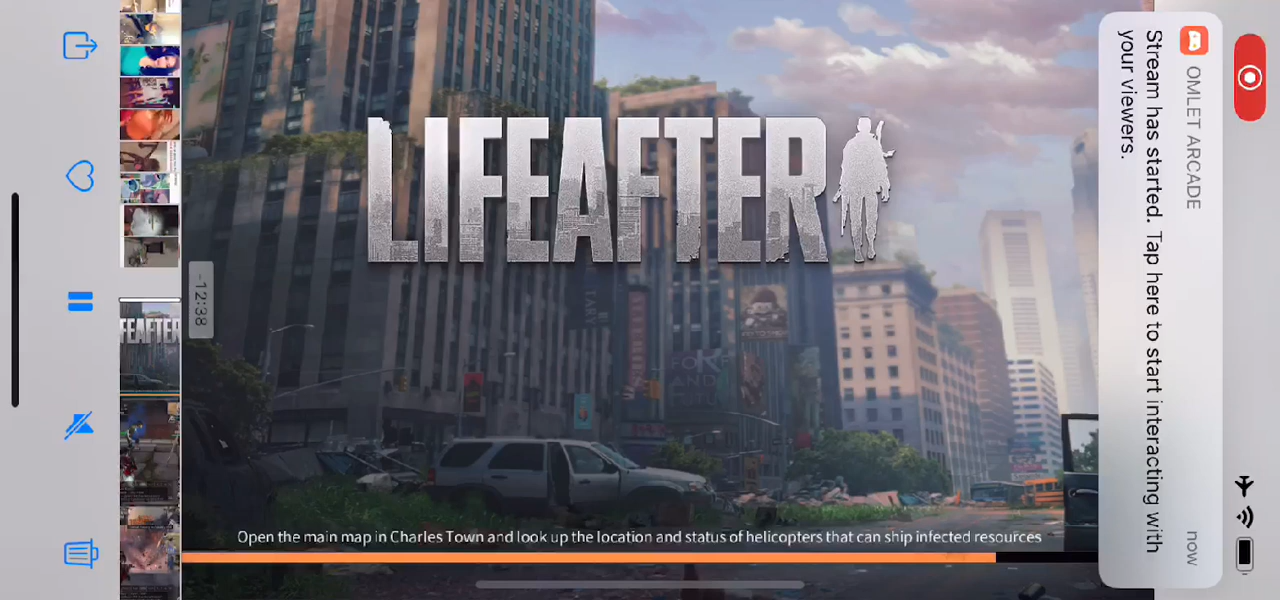 LIFEAFTER
Open the main map in Charles Town and look up the location and status of helicopters that can ship infected resources
-12:38
OMLET ARCADE
now
Stream has started. Tap here to start interacting with
your viewers.
FEAFTER